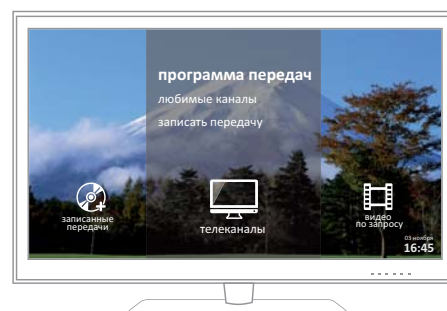 программа передач
любимые каналы
записать передачу
записанные
передачи
телеканалы
видео
по запросу
03 ноября
16:45